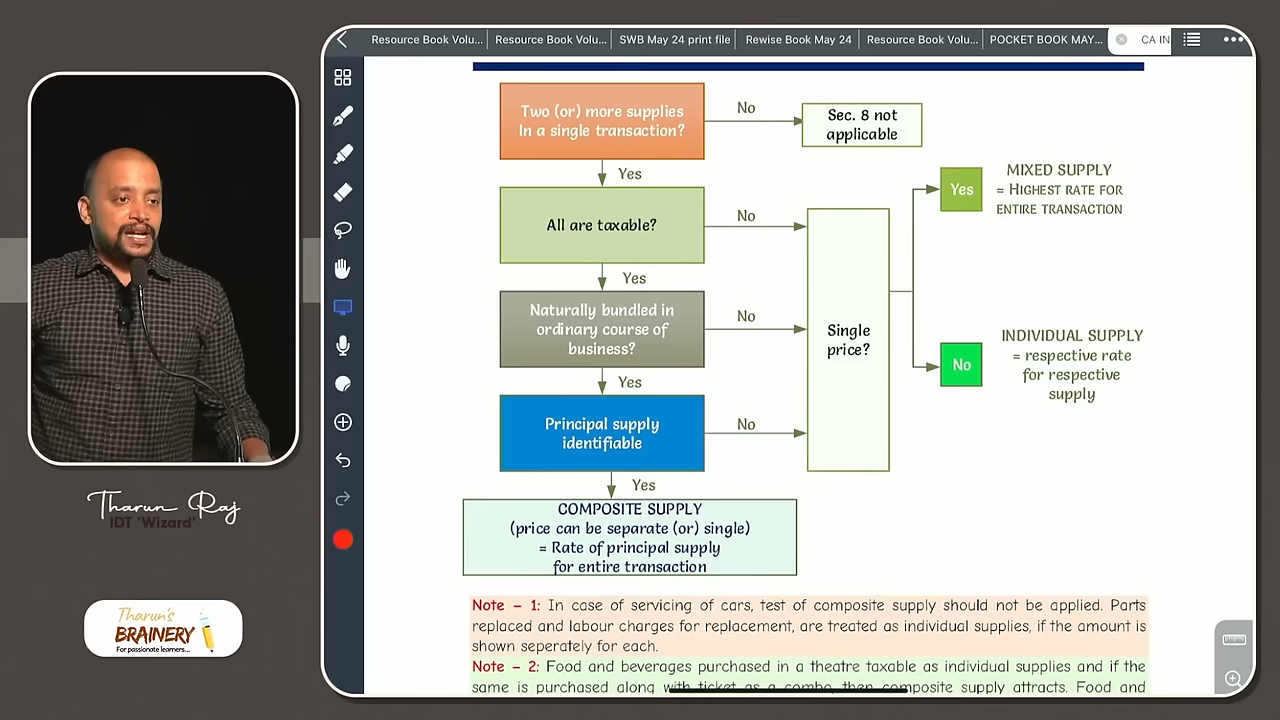 Resource Book Volu...
Resource Book Volu...
SWB May 24 print file
Rewise Book May 24
Resource Book Volu...
POCKET BOOK MAY...
CA IN
Two (or) more supplies
In a single transaction?
No
Sec. 8 not
applicable
Yes
All are taxable?
No
Yes
Naturally bundled in
ordinary course of
business?
No
Yes
Principal supply
identifiable
No
Yes
COMPOSITE SUPPLY
(price can be separate (or) single)
= Rate of principal supply
for entire transaction
Single
price?
Yes
MIXED SUPPLY
= HIGHEST RATE FOR
ENTIRE TRANSACTION
No
INDIVIDUAL SUPPLY
= respective rate
for respective
supply
Note – 1: In case of servicing of cars, test of composite supply should not be applied. Parts
replaced and labour charges for replacement, are treated as individual supplies, if the amount is
shown seperately for each.
Note – 2: Food and beverages purchased in a theatre taxable as individual supplies and if the
same is purchased along with ticket as a combo, then composite supply attracts. Food and
Tharun Raj
IDT 'Wizard'
Tharun's
BRAINERY
For passionate learners...